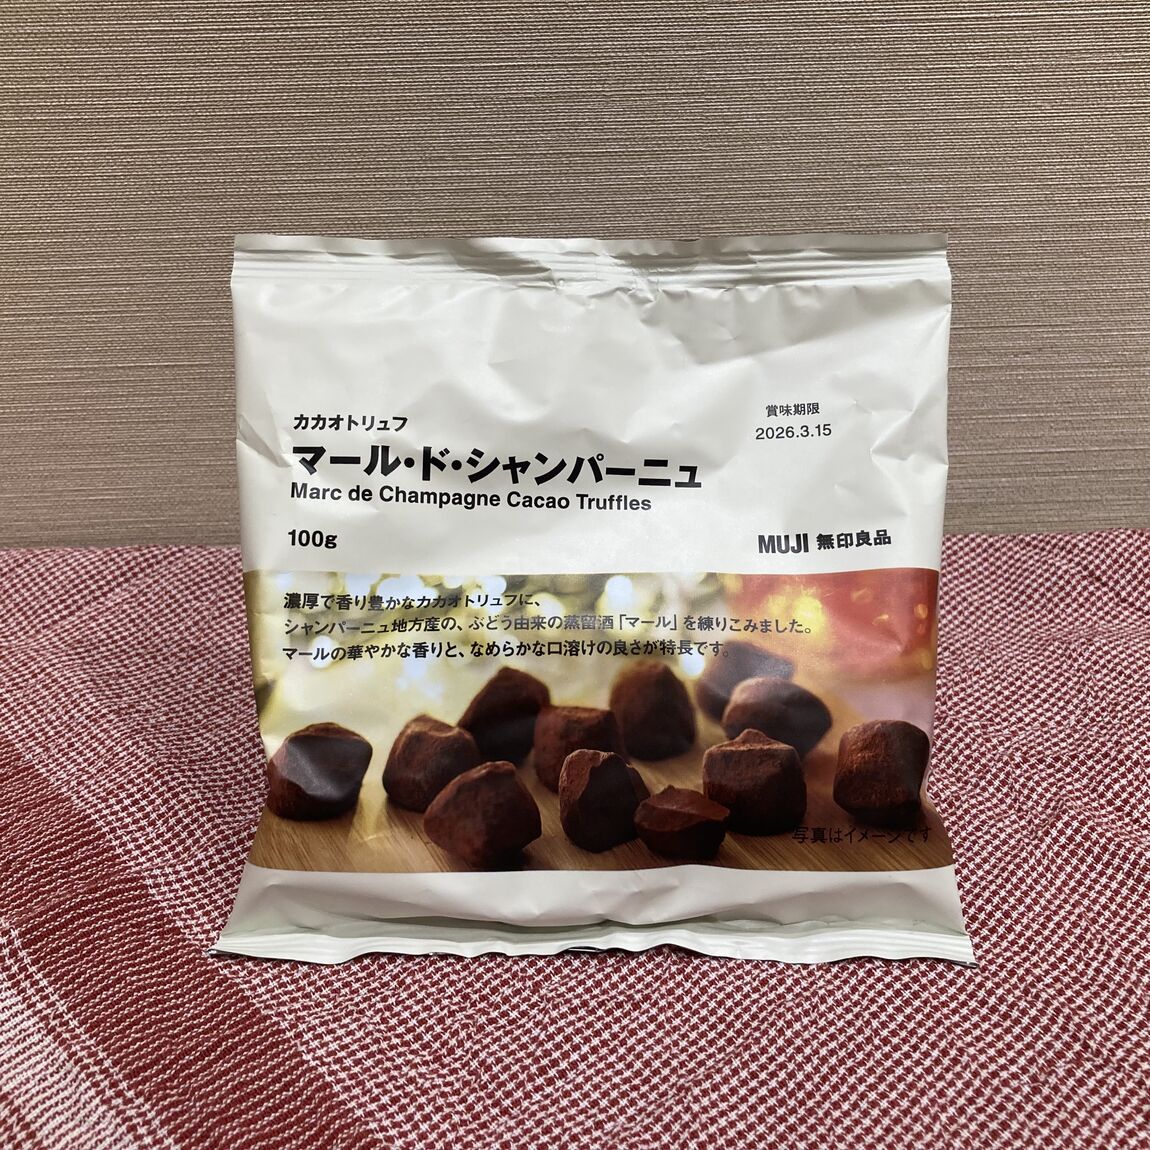 カカオトリュフ
マール・ド・シャンパーニュ
Marc de Champagne Cacao Truffles
100g
賞味期限
2026.3.15
MUJI 無印良品
濃厚で香り豊かなカカオトリュフに、
シャンパーニュ地方産の、ぶどう由来の蒸留酒「マール」を練りこみました。
マールの華やかな香りと、なめらかな口溶けの良さが特長です。
写真はイメージです